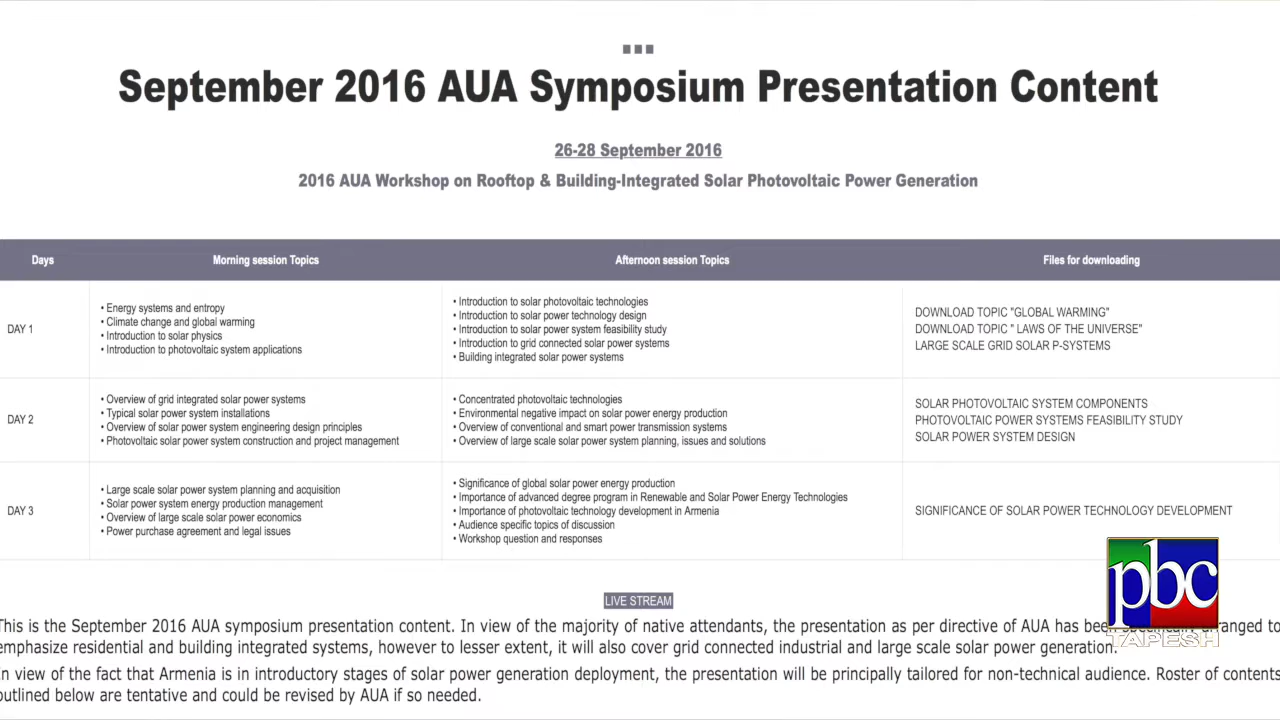 September 2016 AUA Symposium Presentation Content
26-28 September 2016
2016 AUA Workshop on Rooftop & Building-Integrated Solar Photovoltaic Power Generation
Days Morning session Topics Afternoon session Topics Files for downloading
DAY 1
• Energy systems and entropy
• Climate change and global warming
• Introduction to solar physics
• Introduction to photovoltaic system applications
• Introduction to solar photovoltaic technologies
• Introduction to solar power technology design
• Introduction to solar power system feasibility study
• Introduction to grid connected solar power systems
• Building integrated solar power systems
DOWNLOAD TOPIC "GLOBAL WARMING"
DOWNLOAD TOPIC " LAWS OF THE UNIVERSE"
LARGE SCALE GRID SOLAR P-SYSTEMS
DAY 2
• Overview of grid integrated solar power systems
• Typical solar power system installations
• Overview of solar power system engineering design principles
• Photovoltaic solar power system construction and project management
• Concentrated photovoltaic technologies
• Environmental negative impact on solar power energy production
• Overview of conventional and smart power transmission systems
• Overview of large scale solar power system planning, issues and solutions
SOLAR PHOTOVOLTAIC SYSTEM COMPONENTS
PHOTOVOLTAIC POWER SYSTEMS FEASIBILITY STUDY
SOLAR POWER SYSTEM DESIGN
DAY 3
• Large scale solar power system planning and acquisition
• Solar power system energy production management
• Overview of large scale solar power economics
• Power purchase agreement and legal issues
• Significance of global solar power energy production
• Importance of advanced degree program in Renewable and Solar Power Energy Technologies
• Importance of photovoltaic technology development in Armenia
• Audience specific topics of discussion
• Workshop question and responses
SIGNIFICANCE OF SOLAR POWER TECHNOLOGY DEVELOPMENT
pbc
TAPESH
LIVE STREAM
This is the September 2016 AUA symposium presentation content. In view of the majority of native attendants, the presentation as per directive of AUA has been arranged to
emphasize residential and building integrated systems, however to lesser extent, it will also cover grid connected industrial and large scale solar power generation.
In view of the fact that Armenia is in introductory stages of solar power generation deployment, the presentation will be principally tailored for non-technical audience. Roster of contents
outlined below are tentative and could be revised by AUA if so needed.